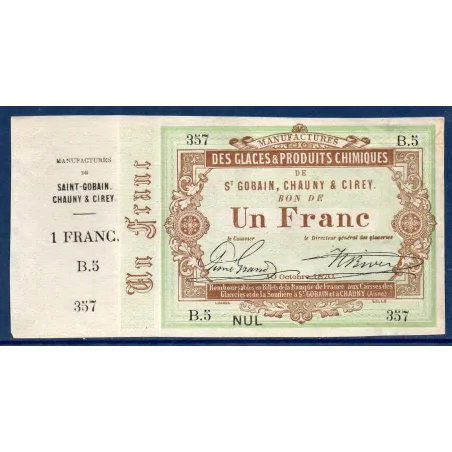 MANUFACTURES
DE
SAINT-GOBAIN,
CHAUNY & CIREY.
1 FRANC.
B.5
357
Un Franc
357
B.5
MANUFACTURES
DES GLACES & PRODUITS CHIMIQUES
DE
St GOBAIN, CHAUNY & CIREY.
BON DE
Un Franc
le Caissier
le Directeur général des glaceries
Octobre
Remboursables en Billets de la Banque de France aux Caisses des
Glaceries et de la Soudière à St GOBAIN et à CHAUNY (Aisne)
B.5
NUL
357